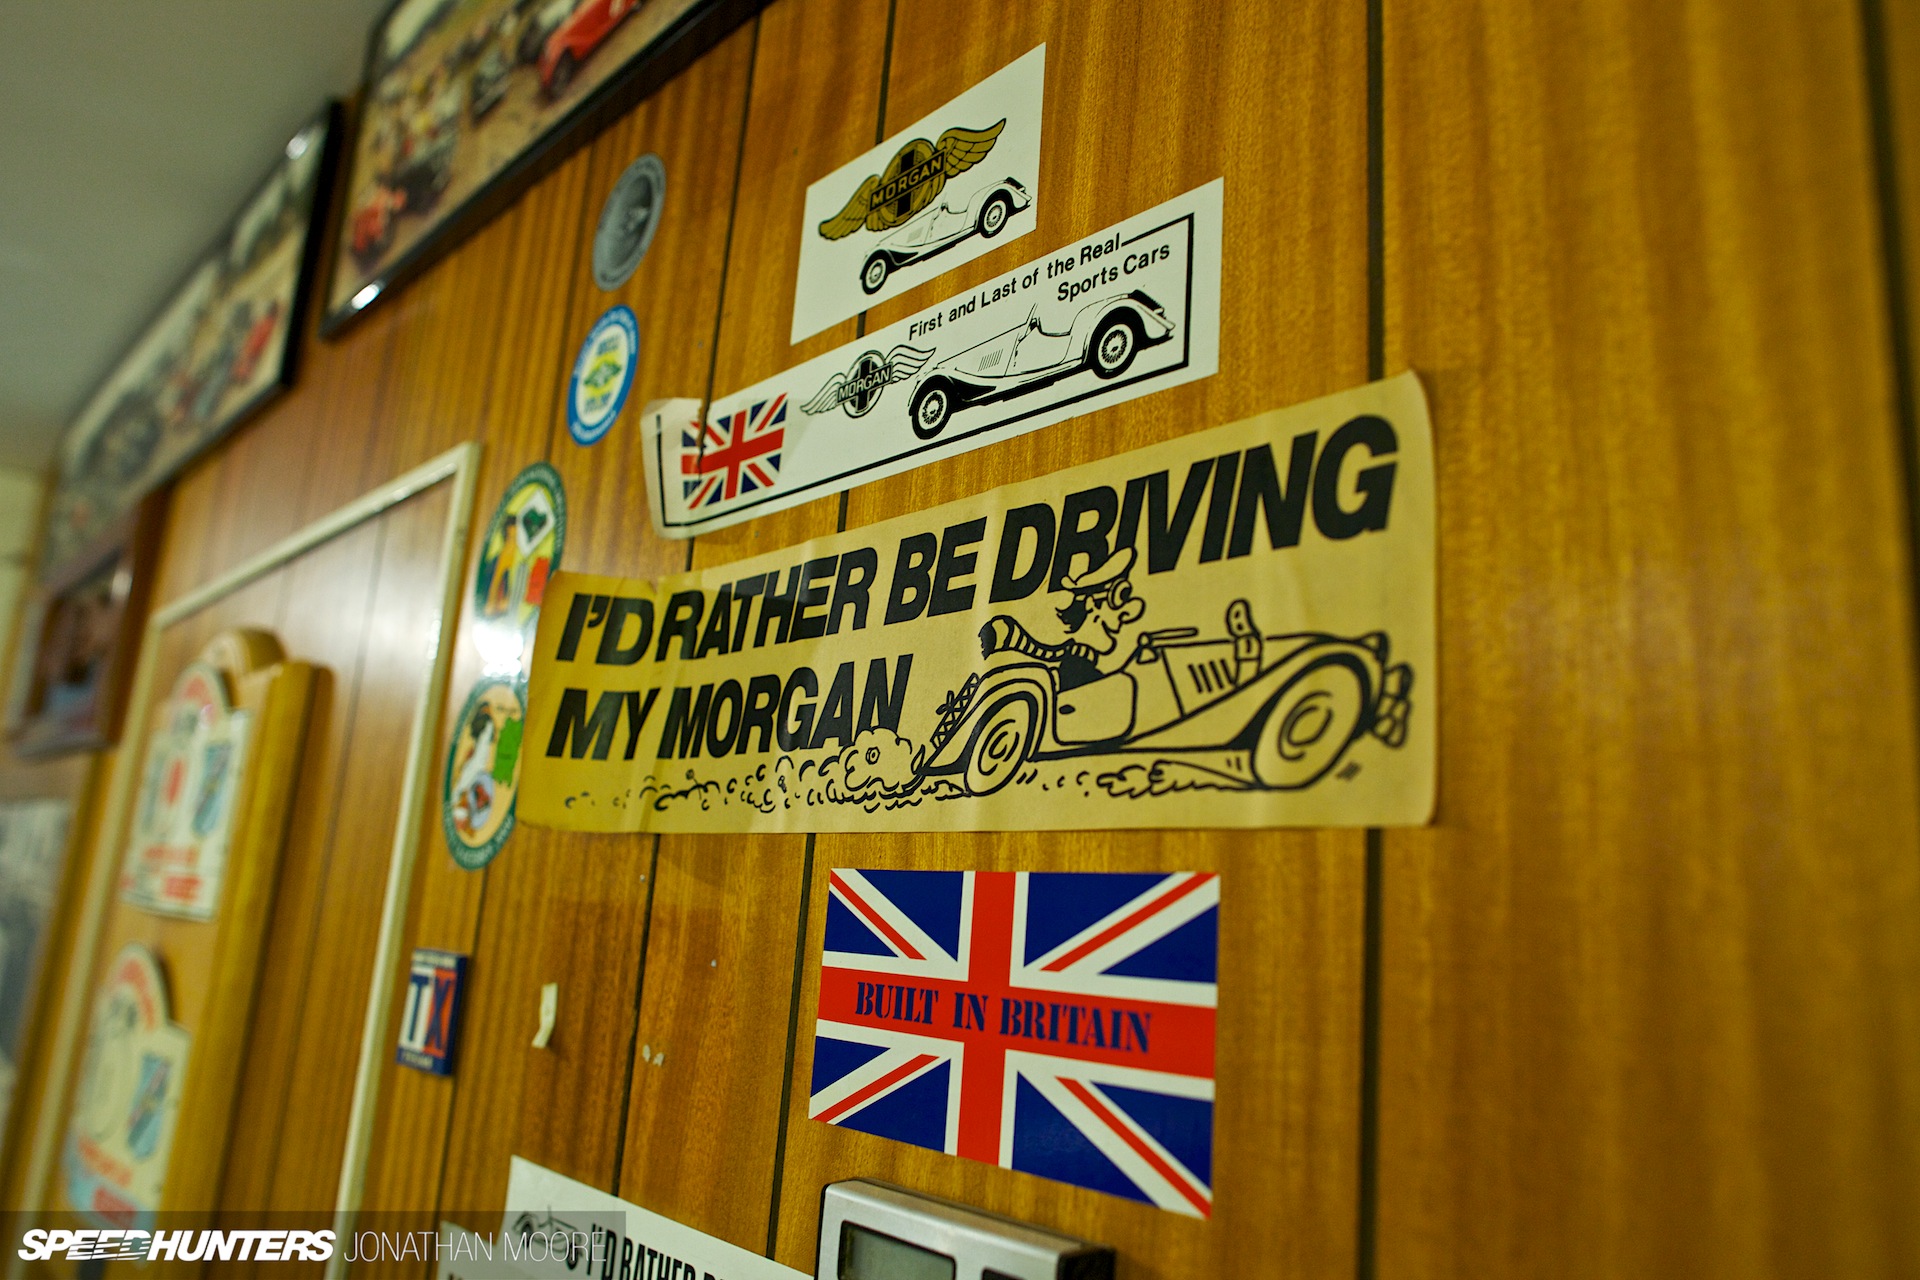 MORGAN
First and Last of the Real
Sports Cars
MORGAN
I'D RATHER BE DRIVING
MY MORGAN
BUILT IN BRITAIN
TX
I'D RATHER
SPEEDHUNTERS JONATHAN MOORE